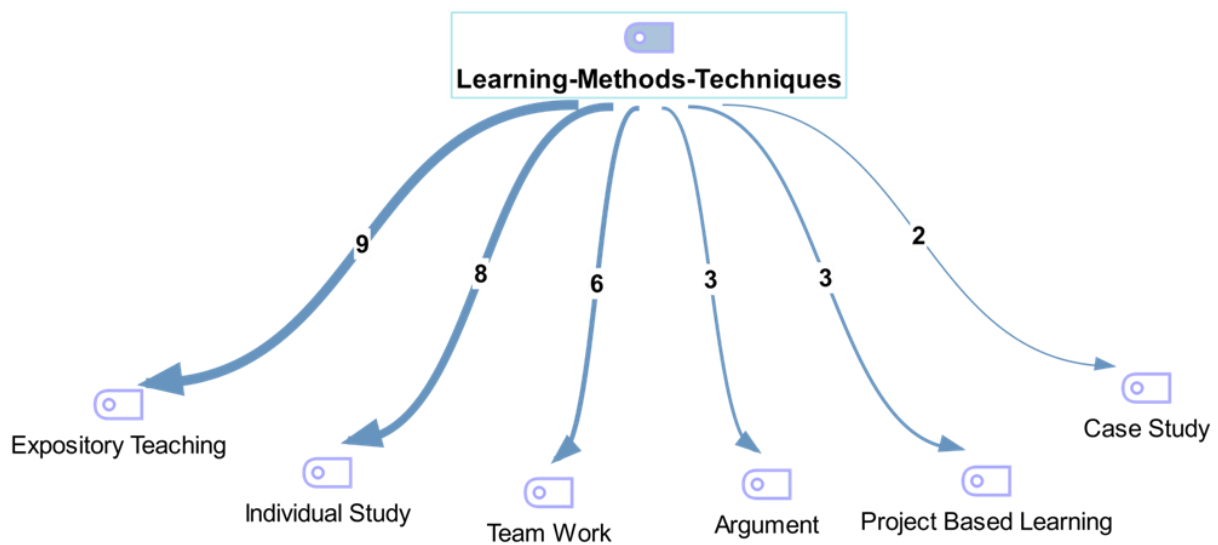 Learning-Methods-Techniques
9
8
6
3
3
2
Expository Teaching
Individual Study
Team Work
Argument
Project Based Learning
Case Study